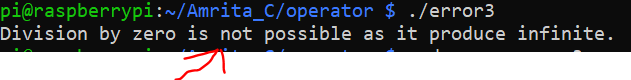 pi@raspberrypi:~/Amrita_C/operator $ ./error3
Division by zero is not possible as it produce infinite.